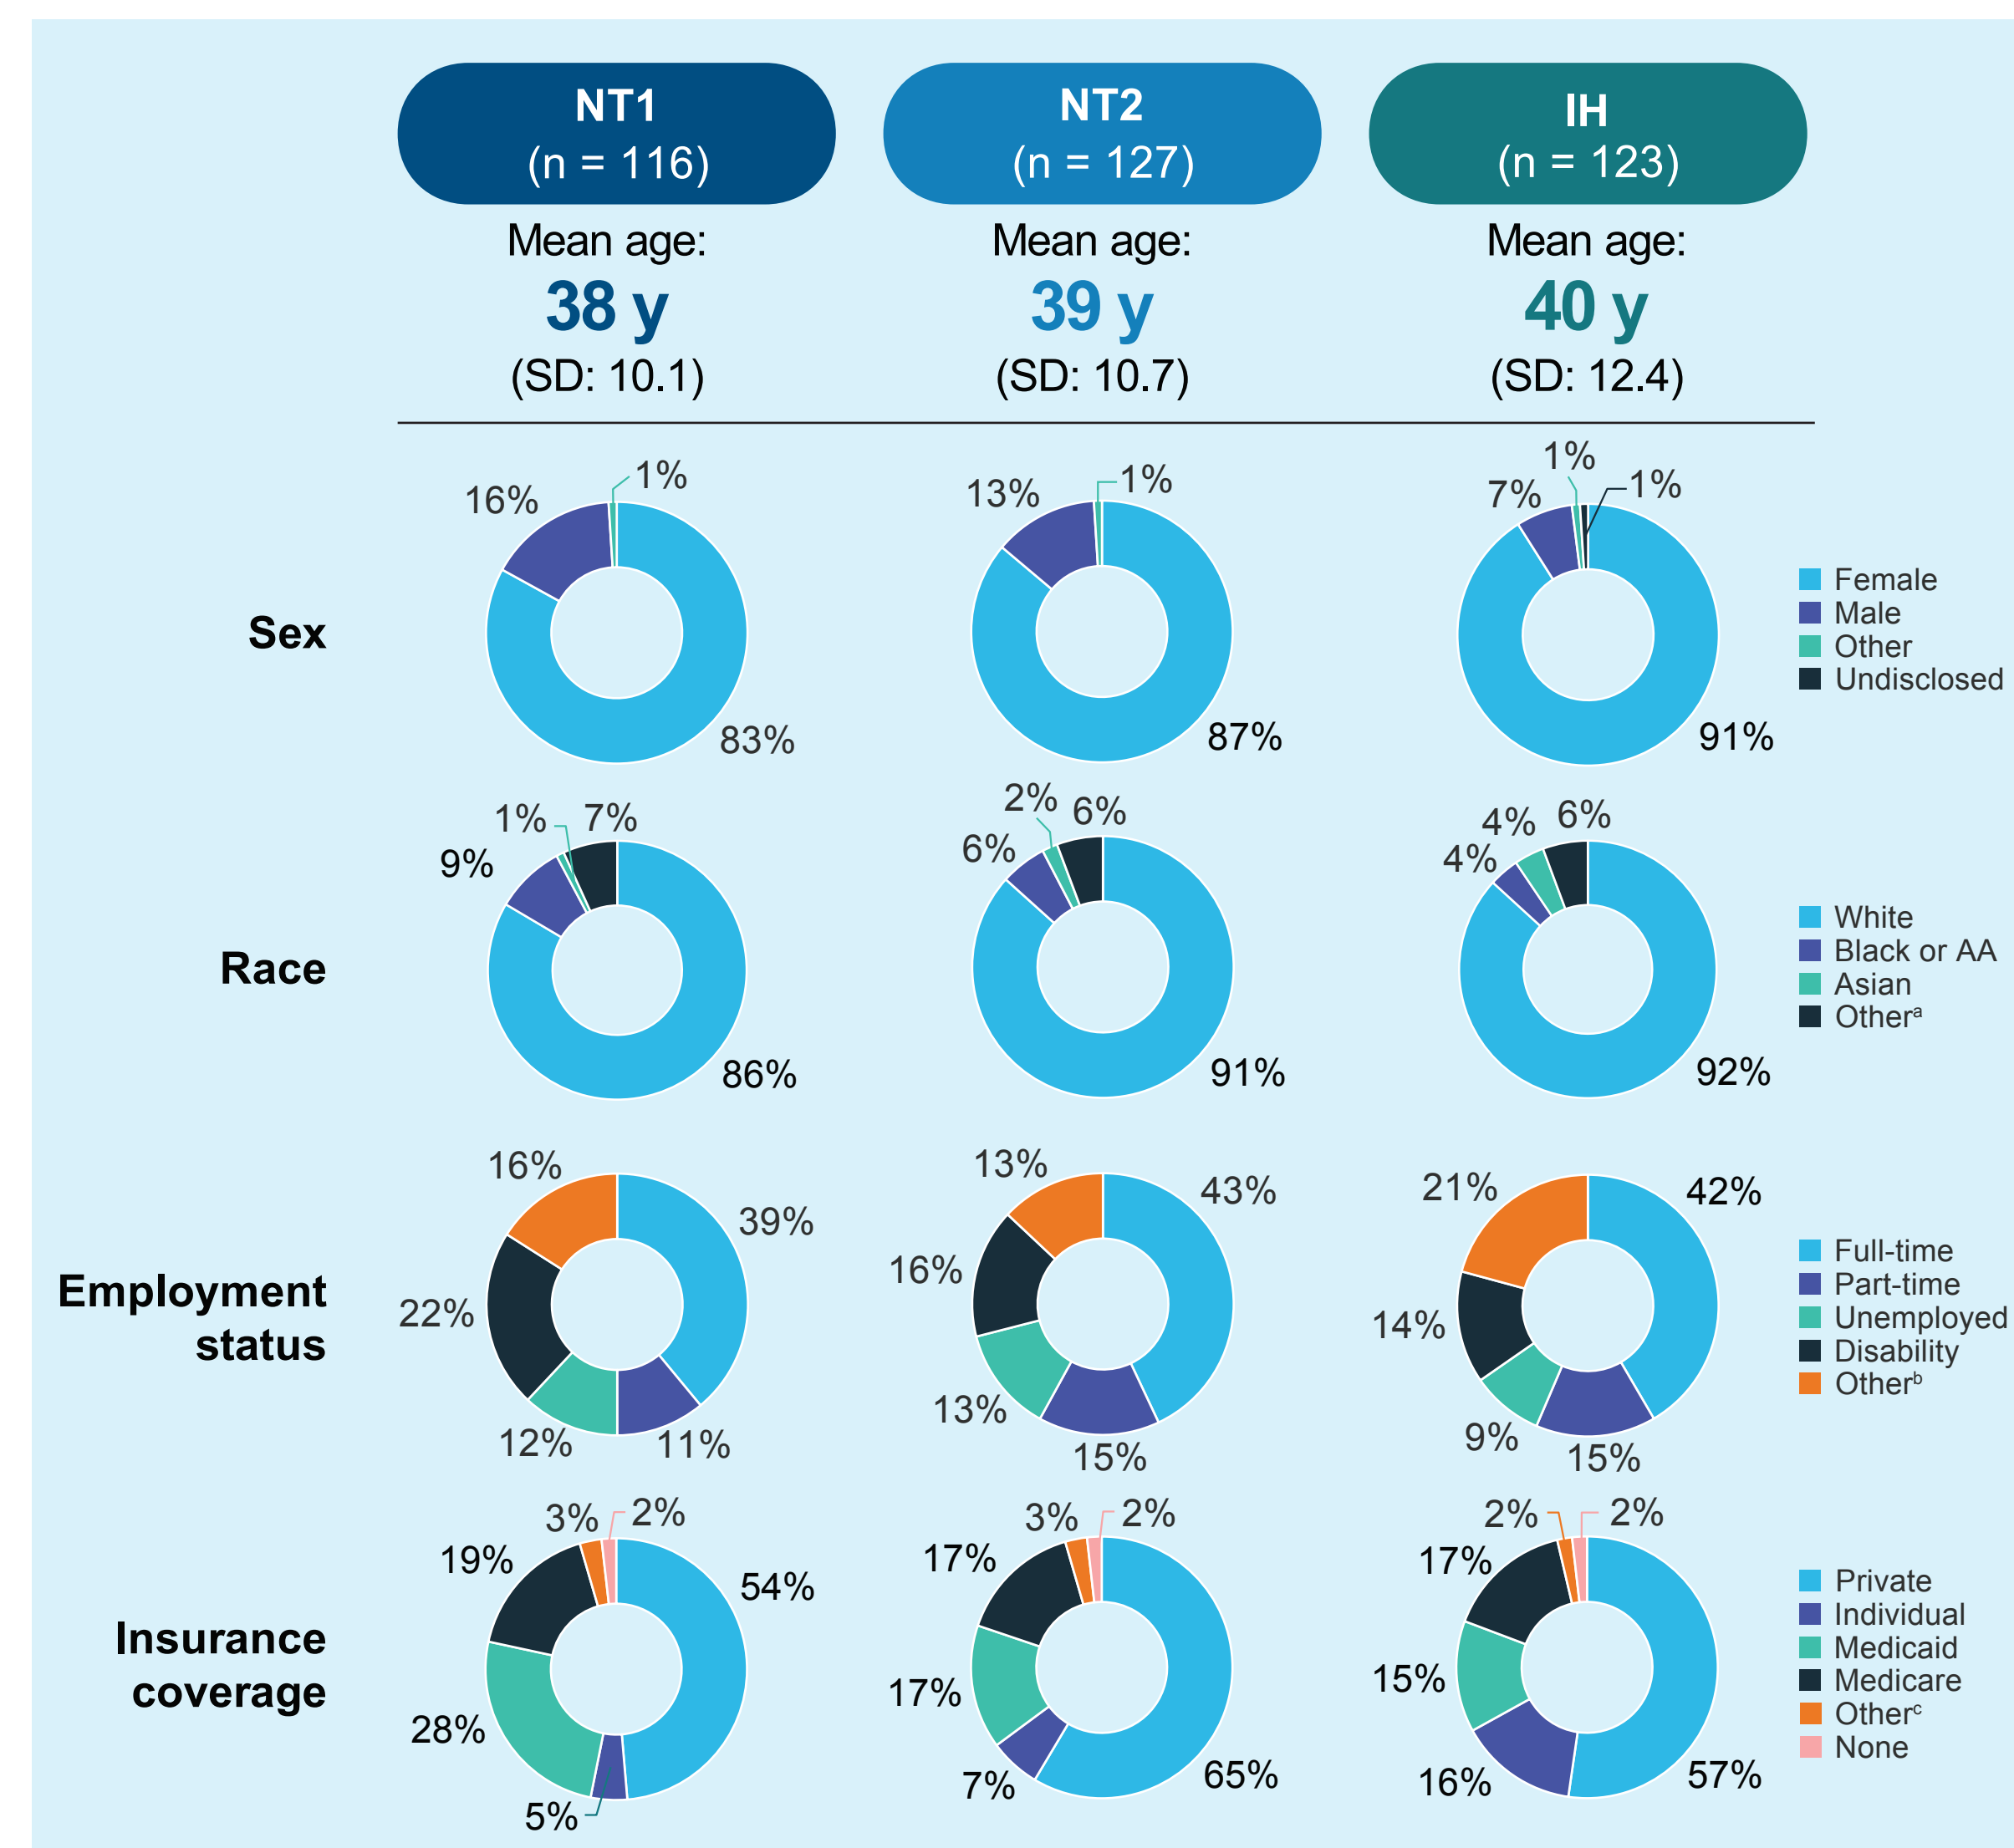 NT1
(n = 116)
NT2
(n = 127)
IH
(n = 123)
Mean age:
38 y
(SD: 10.1)
Mean age:
39 y
(SD: 10.7)
Mean age:
40 y
(SD: 12.4)
Sex
16%
1%
83%
13%
1%
87%
7%
1%
1%
91%
Female
Male
Other
Undisclosed
Race
9%
1%
7%
86%
6%
2%
6%
91%
4%
4%
6%
92%
White
Black or AA
Asian
Otherᵃ
Employment
status
16%
39%
22%
12%
11%
13%
43%
16%
13%
15%
21%
42%
14%
9%
15%
Full-time
Part-time
Unemployed
Disability
Otherᵇ
Insurance
coverage
3%
2%
19%
54%
28%
5%
3%
2%
17%
17%
7%
65%
2%
2%
17%
15%
16%
57%
Private
Individual
Medicaid
Medicare
Otherᶜ
None